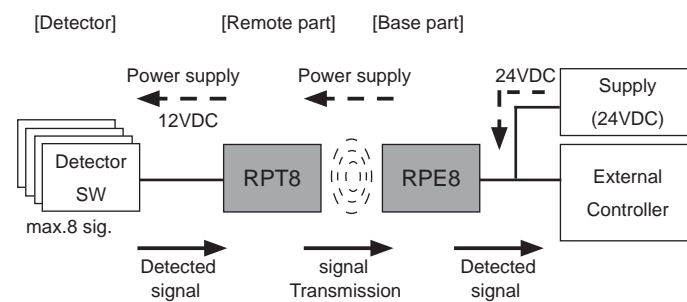 [Detector] [Remote part] [Base part]
Power supply Power supply 24VDC
12VDC
Supply
(24VDC)
Detector
SW
RPT8
RPE8
External
Controller
max.8 sig.
Detected
signal
signal
Transmission
Detected
signal